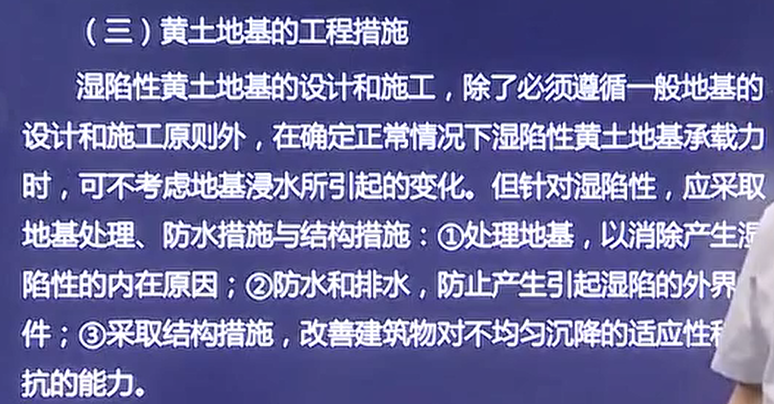 （三）黄土地基的工程措施
湿陷性黄土地基的设计和施工，除了必须遵循一般地基的
设计和施工原则外，在确定正常情况下湿陷性黄土地基承载力
时，可不考虑地基浸水所引起的变化。但针对湿陷性，应采取
地基处理、防水措施与结构措施：①处理地基，以消除产生湿
陷性的内在原因；②防水和排水，防止产生引起湿陷的外界
件；③采取结构措施，改善建筑物对不均匀沉降的适应性
抗的能力。